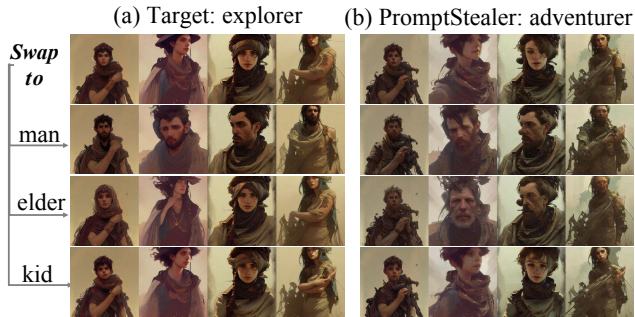 (a) Target: explorer
(b) PromptStealer: adventurer
Swap
to
man
elder
kid